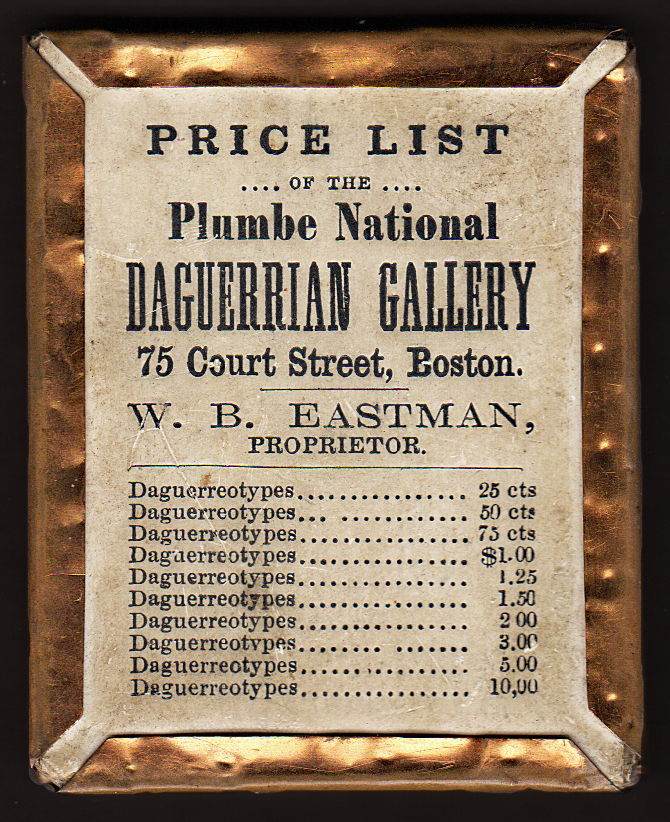 PRICE LIST
.... OF THE ....
Plumbe National
DAGUERRIAN GALLERY
75 Court Street, Boston.
W. B. EASTMAN,
PROPRIETOR.
Daguerreotypes................ 25 cts
Daguerreotypes... ............ 50 cts
Daguerreotypes................ 75 cts
Daguerreotypes................ $1.00
Daguerreotypes................ 1.25
Daguerreotypes................ 1.50
Daguerreotypes................ 2 00
Daguerreotypes........ ....... 3.00
Daguerreotypes................ 5.00
Daguerreotypes................ 10,00